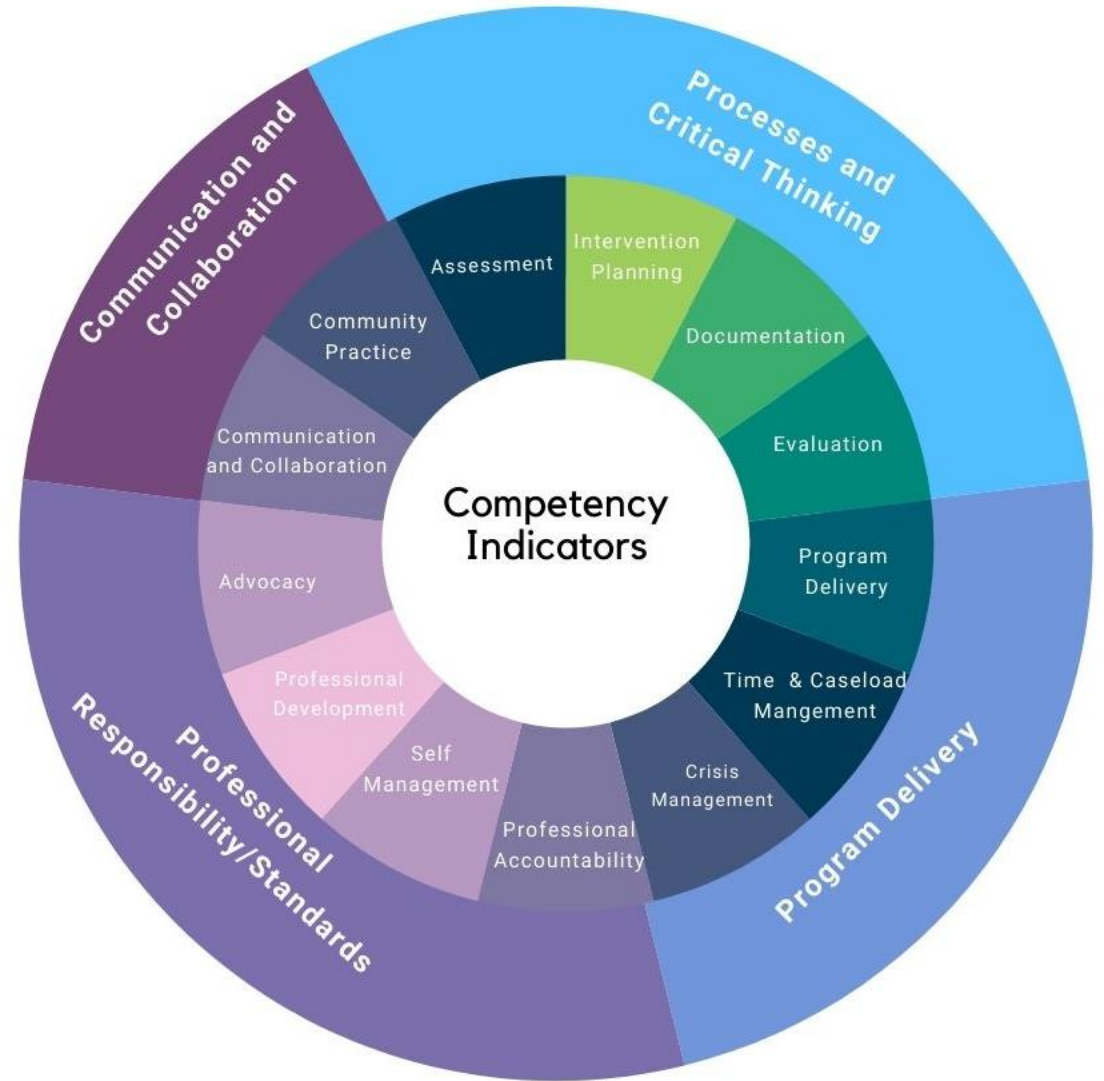 Processes and
Critical Thinking
Communication and
Collaboration
Assessment
Intervention
Planning
Documentation
Evaluation
Program
Delivery
Time & Caseload
Mangement
Crisis
Management
Professional
Accountability
Self
Management
Professional
Development
Advocacy
Communication
and Collaboration
Community
Practice
Competency
Indicators
Program Delivery
Professional
Responsibility/Standards